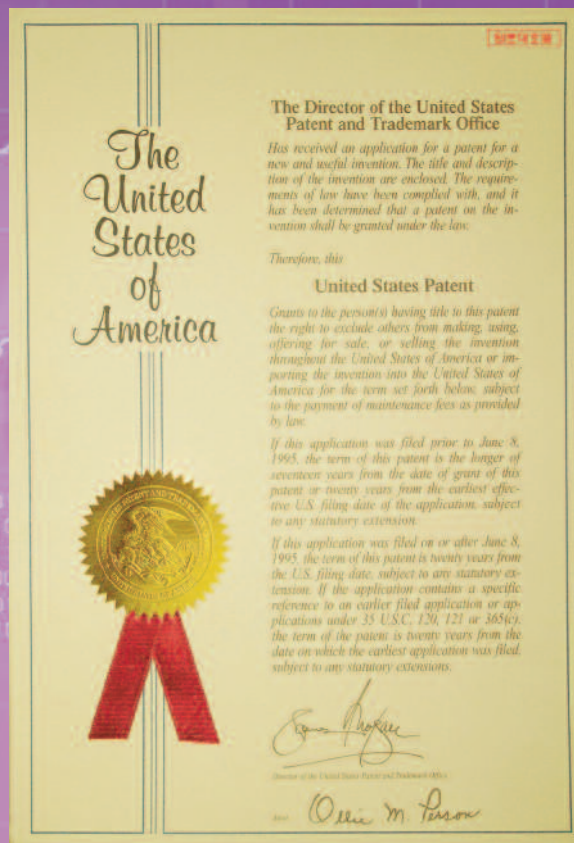 The
United
States
of
America
The Director of the United States
Patent and Trademark Office
Has received an application for a patent for a
new and useful invention. The title and descrip-
tion of the invention are enclosed. The require-
ments of law have been complied with, and it
has been determined that a patent on the in-
vention shall be granted under the law.
Therefore, this
United States Patent
Grants to the person(s) having title to this patent
the right to exclude others from making, using,
offering for sale, or selling the invention
throughout the United States of America or im-
porting the invention into the United States of
America for the term set forth below, subject
to the payment of maintenance fees as provided
by law.
If this application was filed prior to June 8,
1995, the term of this patent is the longer of
seventeen years from the date of grant of this
patent or twenty years from the earliest effec-
tive U.S. filing date of the application, subject
to any statutory extension.
If this application was filed on or after June 8,
1995, the term of this patent is twenty years from
the U.S. filing date, subject to any statutory ex-
tension. If the application contains a specific
reference to an earlier filed application or ap-
plications under 35 U.S.C. 120, 121 or 365(c),
the term of the patent is twenty years from the
date on which the earliest application was filed,
subject to any statutory extensions.
Director of the United States Patent and Trademark Office
Ollie M. Person